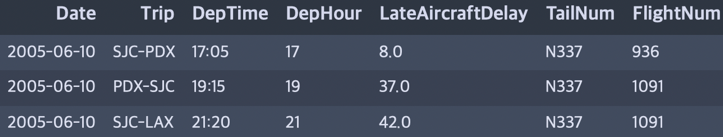 Date Trip DepTime DepHour LateAircraftDelay TailNum FlightNum
2005-06-10 SJC-PDX 17:05 17 8.0 N337 936
2005-06-10 PDX-SJC 19:15 19 37.0 N337 1091
2005-06-10 SJC-LAX 21:20 21 42.0 N337 1091